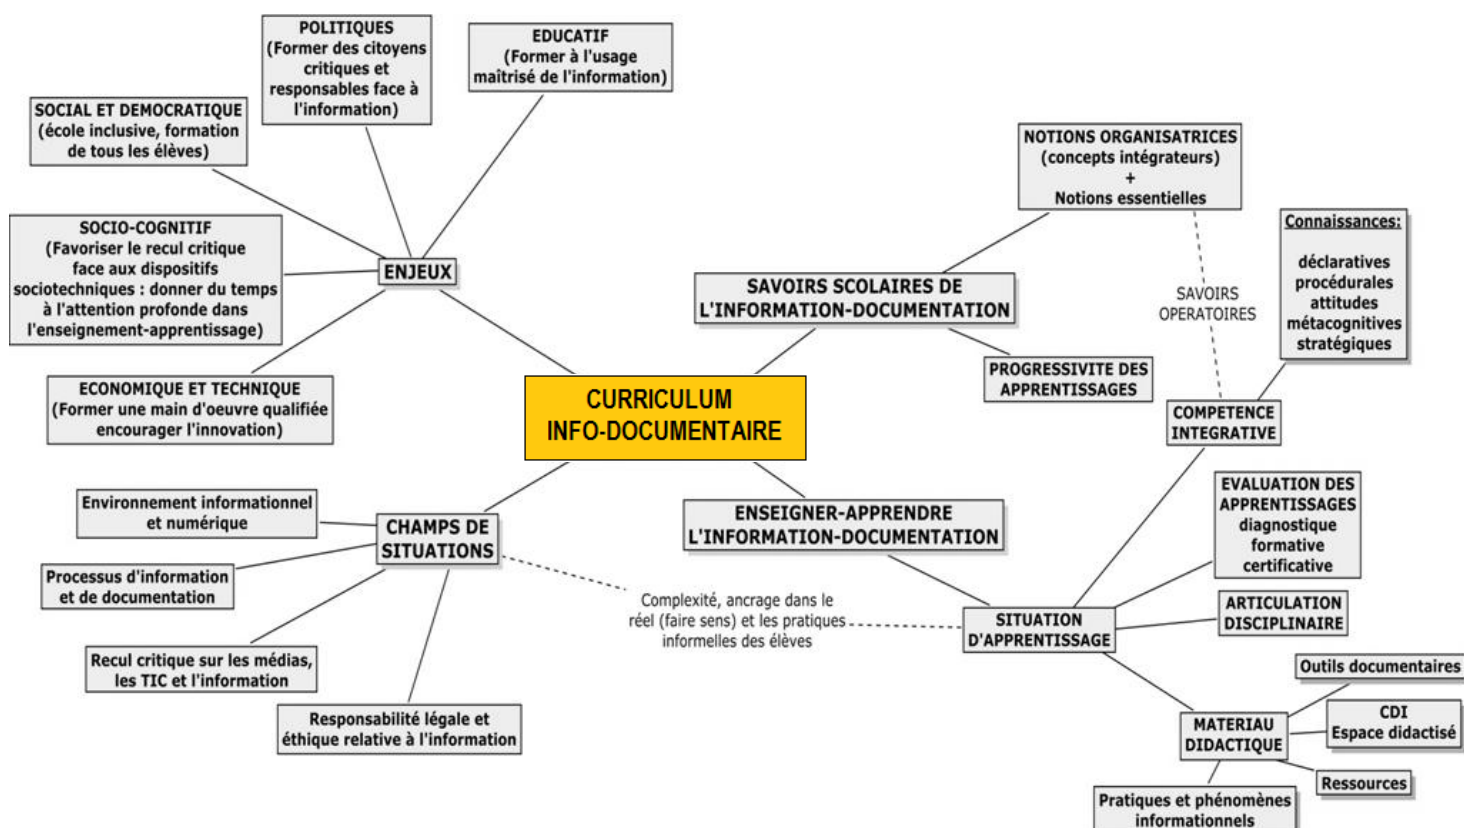 POLITIQUES
(Former des citoyens
critiques et
responsables face à
l'information)
EDUCATIF
(Former à l'usage
maîtrisé de l'information)
SOCIAL ET DEMOCRATIQUE
(école inclusive, formation
de tous les élèves)
SOCIO-COGNITIF
(Favoriser le recul critique
face aux dispositifs
sociotechniques : donner du temps
à l'attention profonde dans
l'enseignement-apprentissage)
ENJEUX
ECONOMIQUE ET TECHNIQUE
(Former une main d'oeuvre qualifiée
encourager l'innovation)
NOTIONS ORGANISATRICES
(concepts intégrateurs)
+
Notions essentielles
Connaissances:
déclaratives
procédurales
attitudes
métacognitives
stratégiques
SAVOIRS SCOLAIRES DE
L'INFORMATION-DOCUMENTATION
SAVOIRS
OPERATOIRES
PROGRESSIVITE DES
APPRENTISSAGES
CURRICULUM
INFO-DOCUMENTAIRE
COMPETENCE
INTEGRATIVE
Environnement informationnel
et numérique
CHAMPS DE
SITUATIONS
Processus d'information
et de documentation
Recul critique sur les médias,
les TIC et l'information
Responsabilité légale et
éthique relative à l'information
ENSEIGNER-APPRENDRE
L'INFORMATION-DOCUMENTATION
EVALUATION DES
APPRENTISSAGES
diagnostique
formative
certificative
Complexité, ancrage dans le
réel (faire sens) et les pratiques
informelles des élèves
SITUATION
D'APPRENTISSAGE
ARTICULATION
DISCIPLINAIRE
Outils documentaires
MATERIAU
DIDACTIQUE
CDI
Espace didactisé
Ressources
Pratiques et phénomènes
informationnels